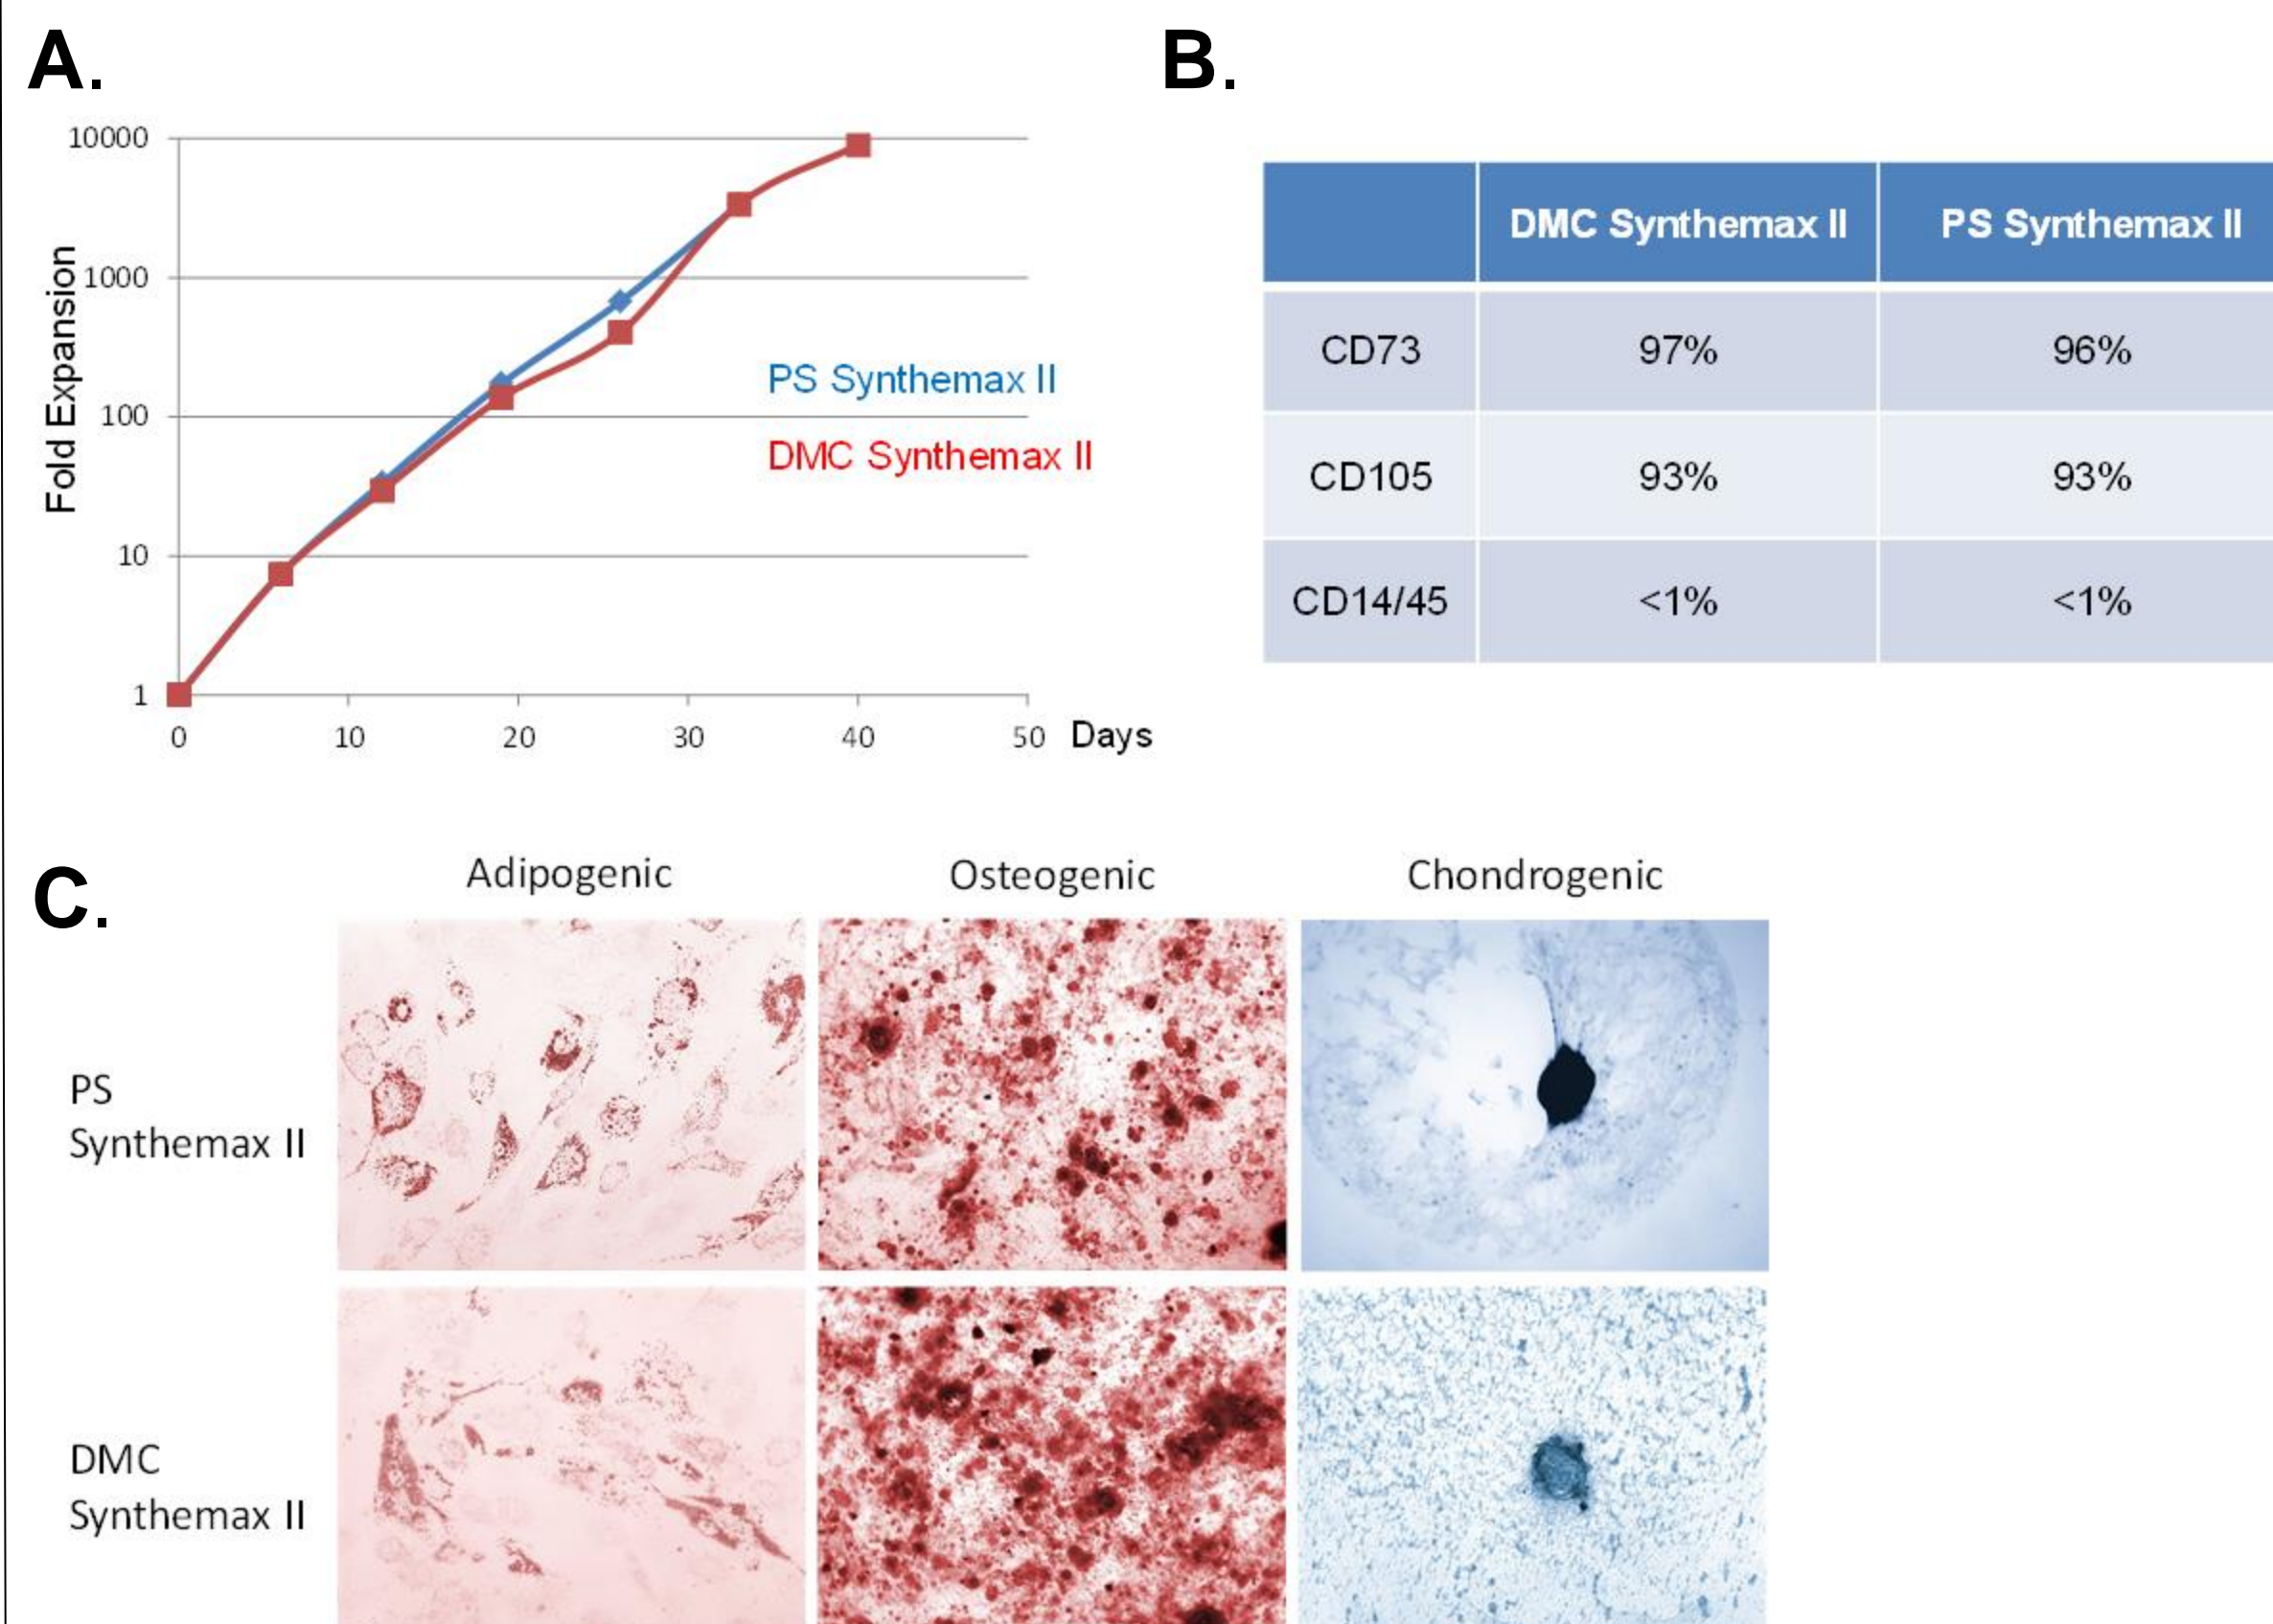 A.
10000
1000
100
10
1
Fold Expansion
0 10 20 30 40 50 Days
PS Synthemax II
DMC Synthemax II
B.
DMC Synthemax II PS Synthemax II
CD73 97% 96%
CD105 93% 93%
CD14/45 <1% <1%
C.
Adipogenic Osteogenic Chondrogenic
PS
Synthemax II
DMC
Synthemax II